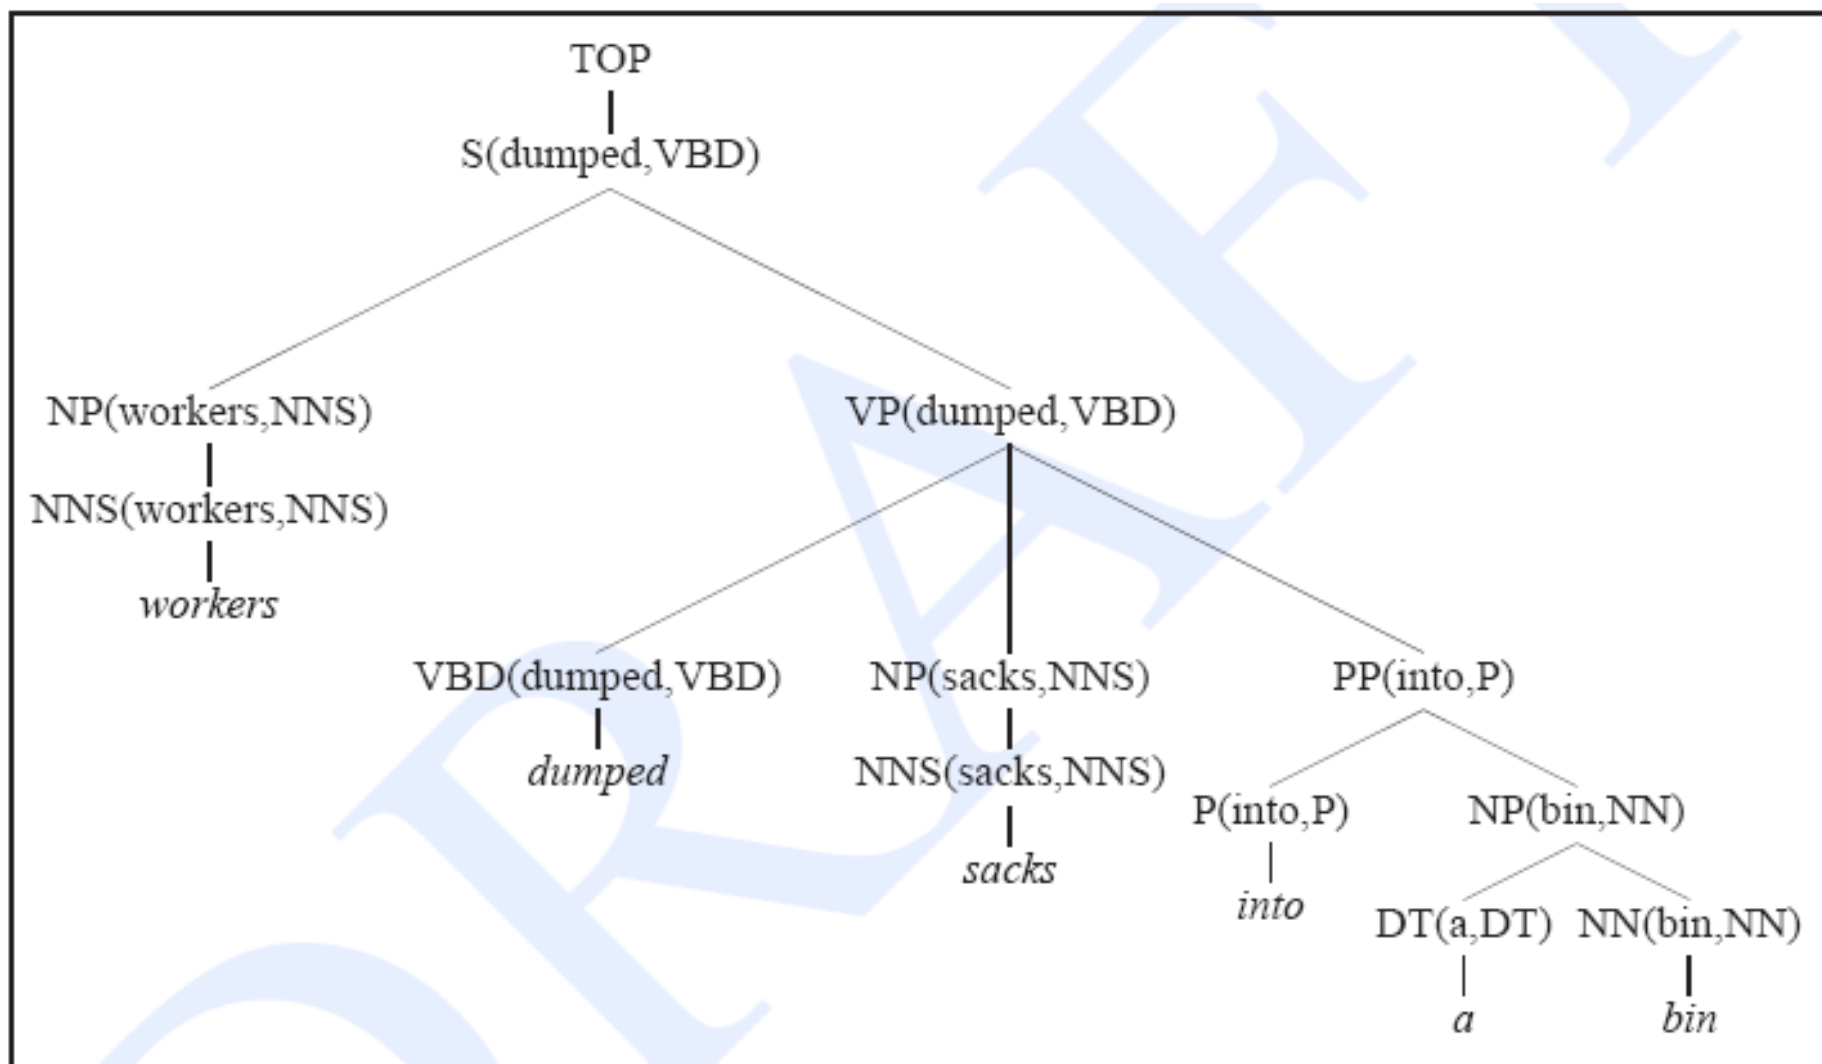 TOP
S(dumped,VBD)
NP(workers,NNS) VP(dumped,VBD)
NNS(workers,NNS)
workers
VBD(dumped,VBD) NP(sacks,NNS) PP(into,P)
dumped NNS(sacks,NNS)
P(into,P) NP(bin,NN)
sacks
into
DT(a,DT) NN(bin,NN)
a bin
DRAFT